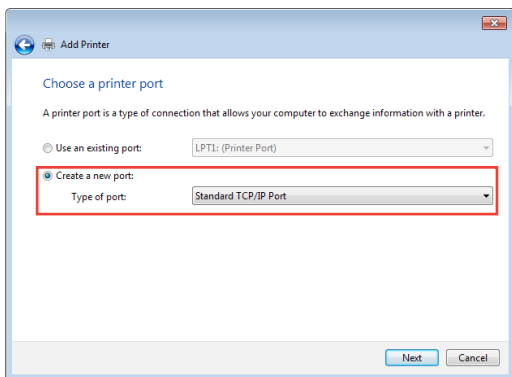 Add Printer
Choose a printer port
A printer port is a type of connection that allows your computer to exchange information with a printer.
Use an existing port: LPT1: (Printer Port)
Create a new port:
Type of port: Standard TCP/IP Port
Next Cancel